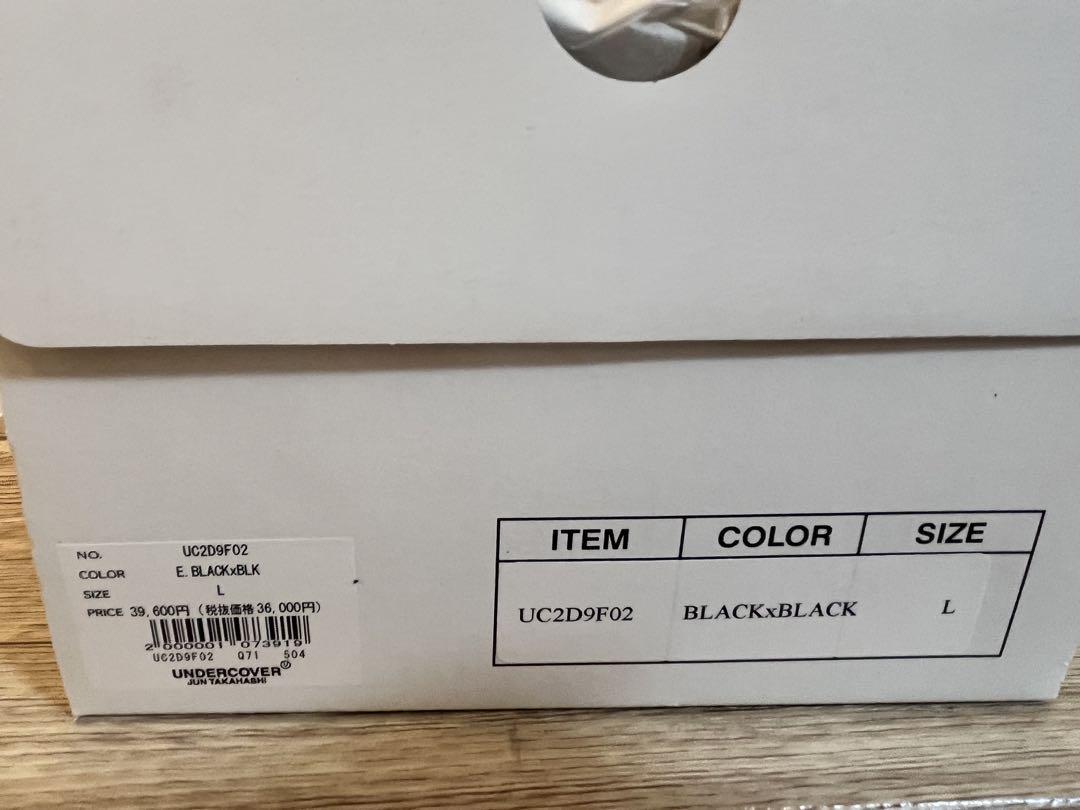 NO. UC2D9F02
COLOR E. BLACKxBLK
SIZE L
PRICE 39,600円 (税抜価格 36,000円)
2 000001 073919
UC2D9F02 Q71 504
UNDERCOVER
JUN TAKAHASHI
ITEM COLOR SIZE
UC2D9F02 BLACKxBLACK L